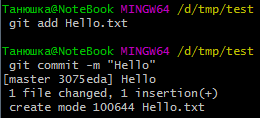 Танюшка@NoteBook MINGW64 /d/tmp/test
git add Hello.txt
Танюшка@NoteBook MINGW64 /d/tmp/test
git commit -m "Hello"
[master 3075eda] Hello
1 file changed, 1 insertion(+)
create mode 100644 Hello.txt